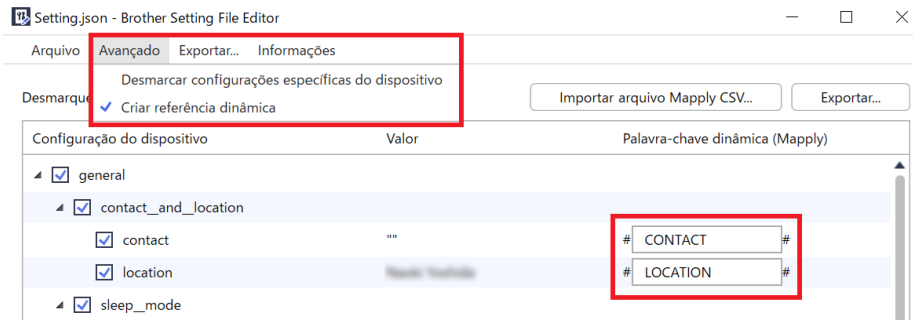 Setting.json - Brother Setting File Editor
Arquivo Avançado Exportar... Informações
Desmarcar configurações específicas do dispositivo
Desmarque
Criar referência dinâmica
Importar arquivo Mapply CSV... Exportar...
Configuração do dispositivo Valor Palavra-chave dinâmica (Mapply)
general
contact__and__location
contact "" # CONTACT #
location # LOCATION #
sleep__mode